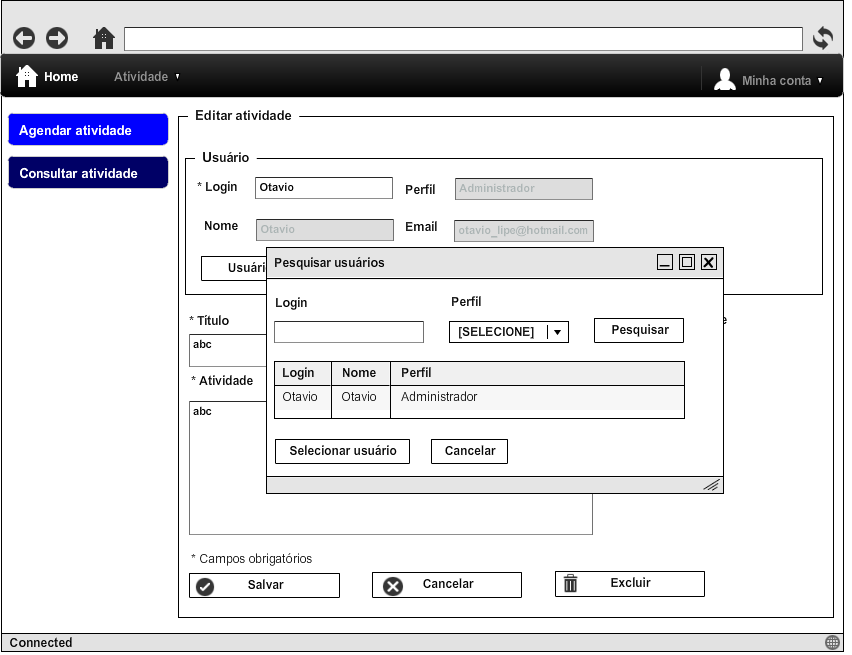 Home Atividade Minha conta
Agendar atividade
Consultar atividade
Editar atividade
Usuário
* Login Otavio Perfil Administrador
Nome Otavio Email otavio_lipe@hotmail.com
Pesquisar usuários
Login Perfil
[SELECIONE] Pesquisar
Login Nome Perfil
Otavio Otavio Administrador
Selecionar usuário Cancelar
* Título
abc
* Atividade
abc
* Campos obrigatórios
Salvar Cancelar Excluir
Connected